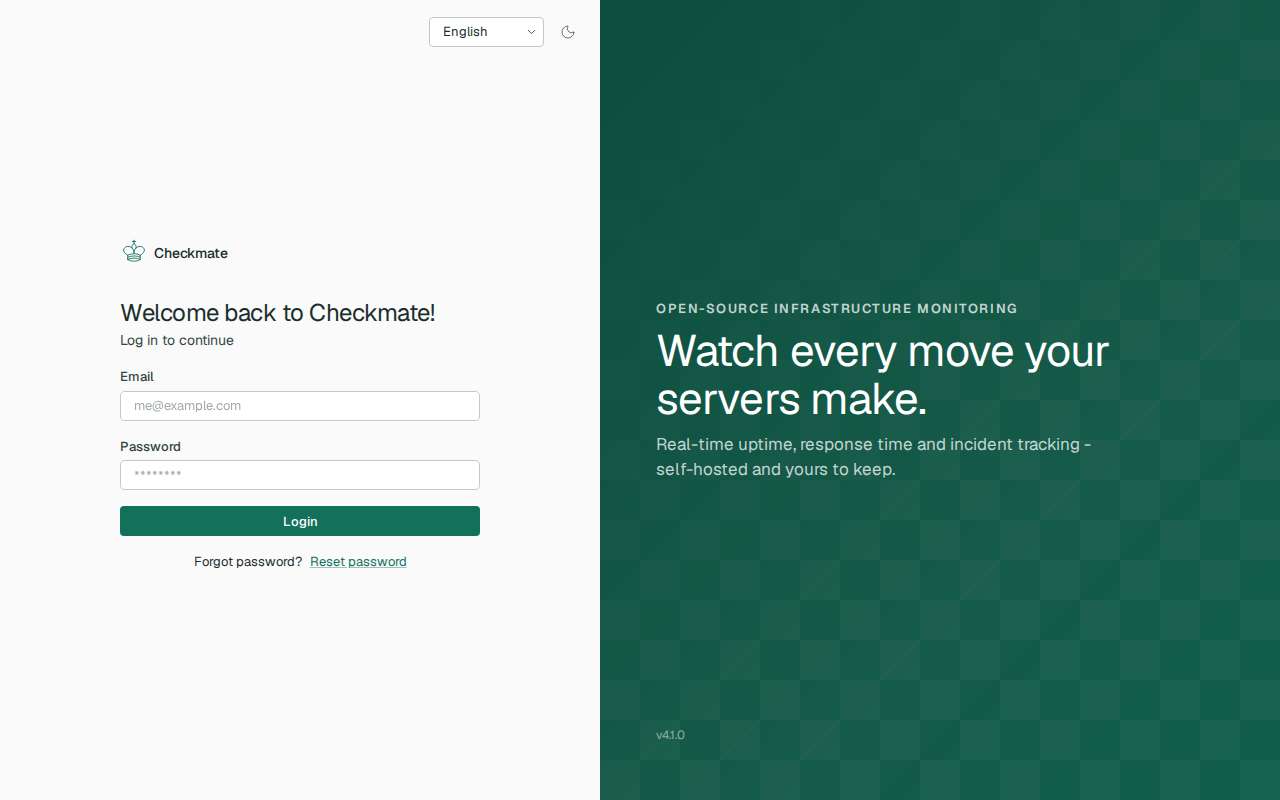 English
Checkmate
Welcome back to Checkmate!
Log in to continue
Email
me@example.com
Password
********
Login
Forgot password? Reset password
OPEN-SOURCE INFRASTRUCTURE MONITORING
Watch every move your
servers make.
Real-time uptime, response time and incident tracking -
self-hosted and yours to keep.
v4.1.0